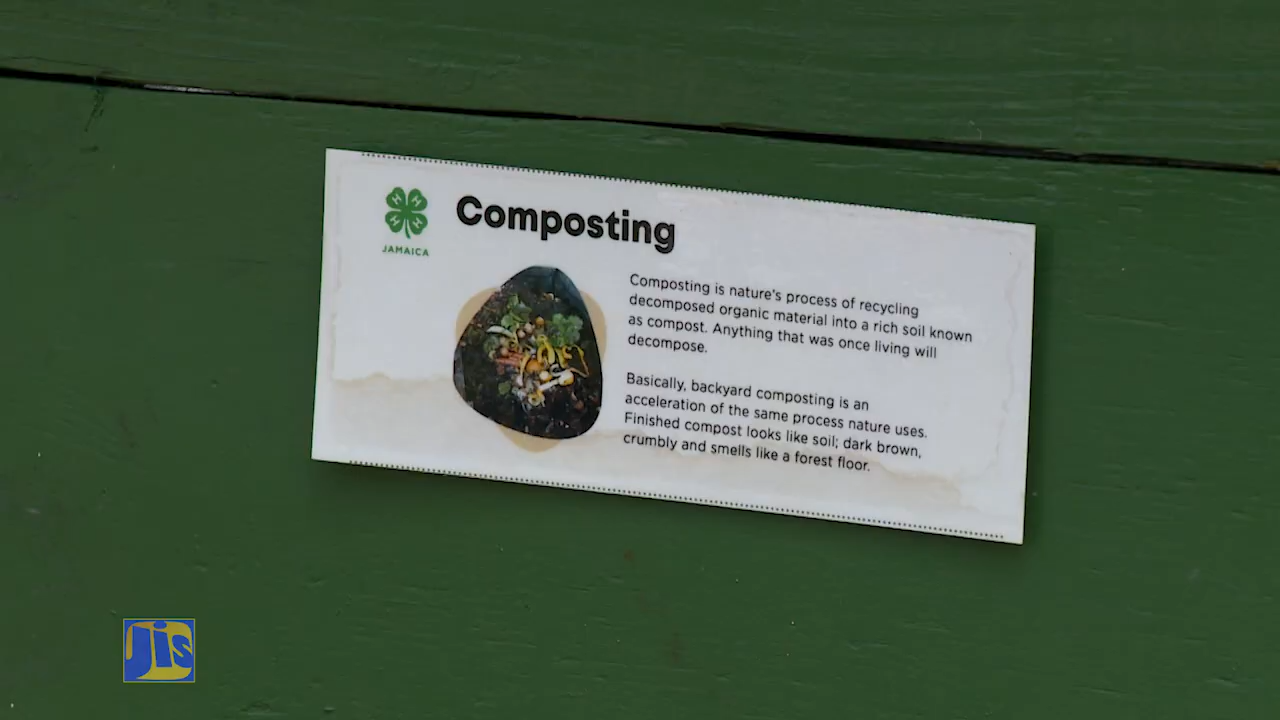 H H
H H
JAMAICA
Composting
Composting is nature's process of recycling
decomposed organic material into a rich soil known
as compost. Anything that was once living will
decompose.
Basically, backyard composting is an
acceleration of the same process nature uses.
Finished compost looks like soil; dark brown,
crumbly and smells like a forest floor.
jis